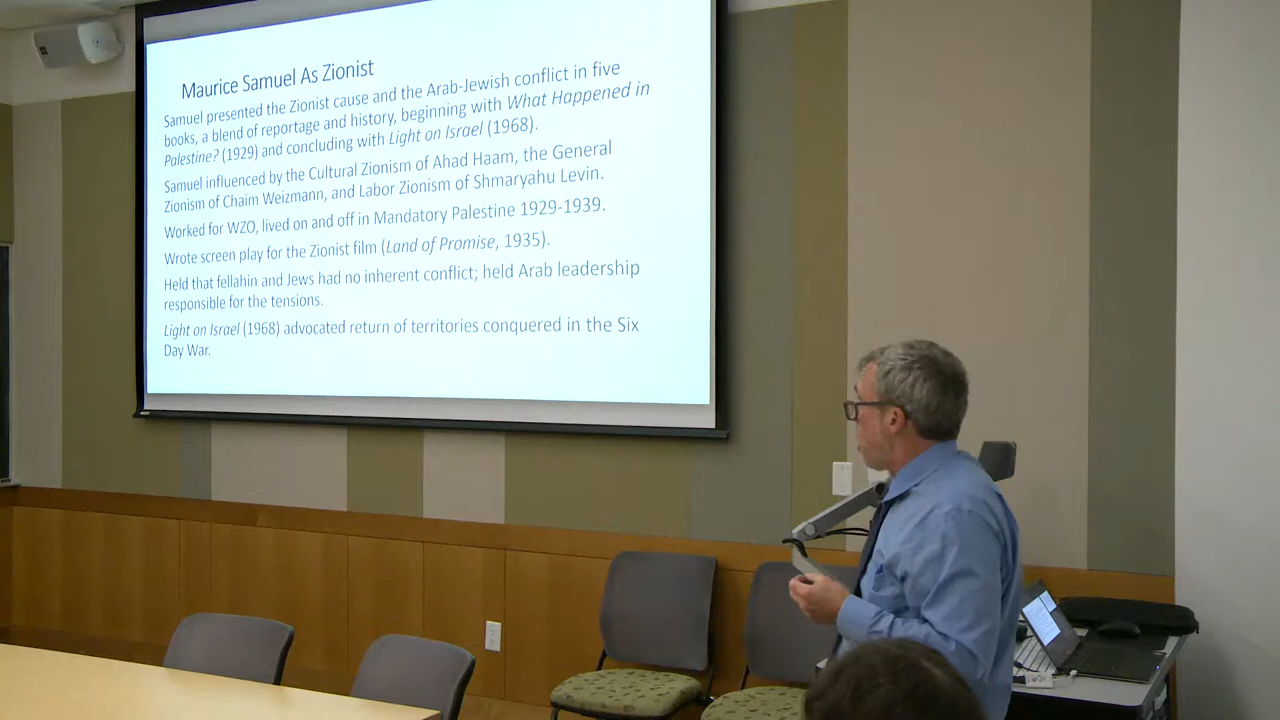 Maurice Samuel As Zionist
Samuel presented the Zionist cause and the Arab-Jewish conflict in five
books, a blend of reportage and history, beginning with What Happened in
Palestine? (1929) and concluding with Light on Israel (1968).
Samuel influenced by the Cultural Zionism of Ahad Haam, the General
Zionism of Chaim Weizmann, and Labor Zionism of Shmaryahu Levin.
Worked for WZO, lived on and off in Mandatory Palestine 1929-1939.
Wrote screen play for the Zionist film (Land of Promise, 1935).
Held that fellahin and Jews had no inherent conflict; held Arab leadership
responsible for the tensions.
Light on Israel (1968) advocated return of territories conquered in the Six
Day War.